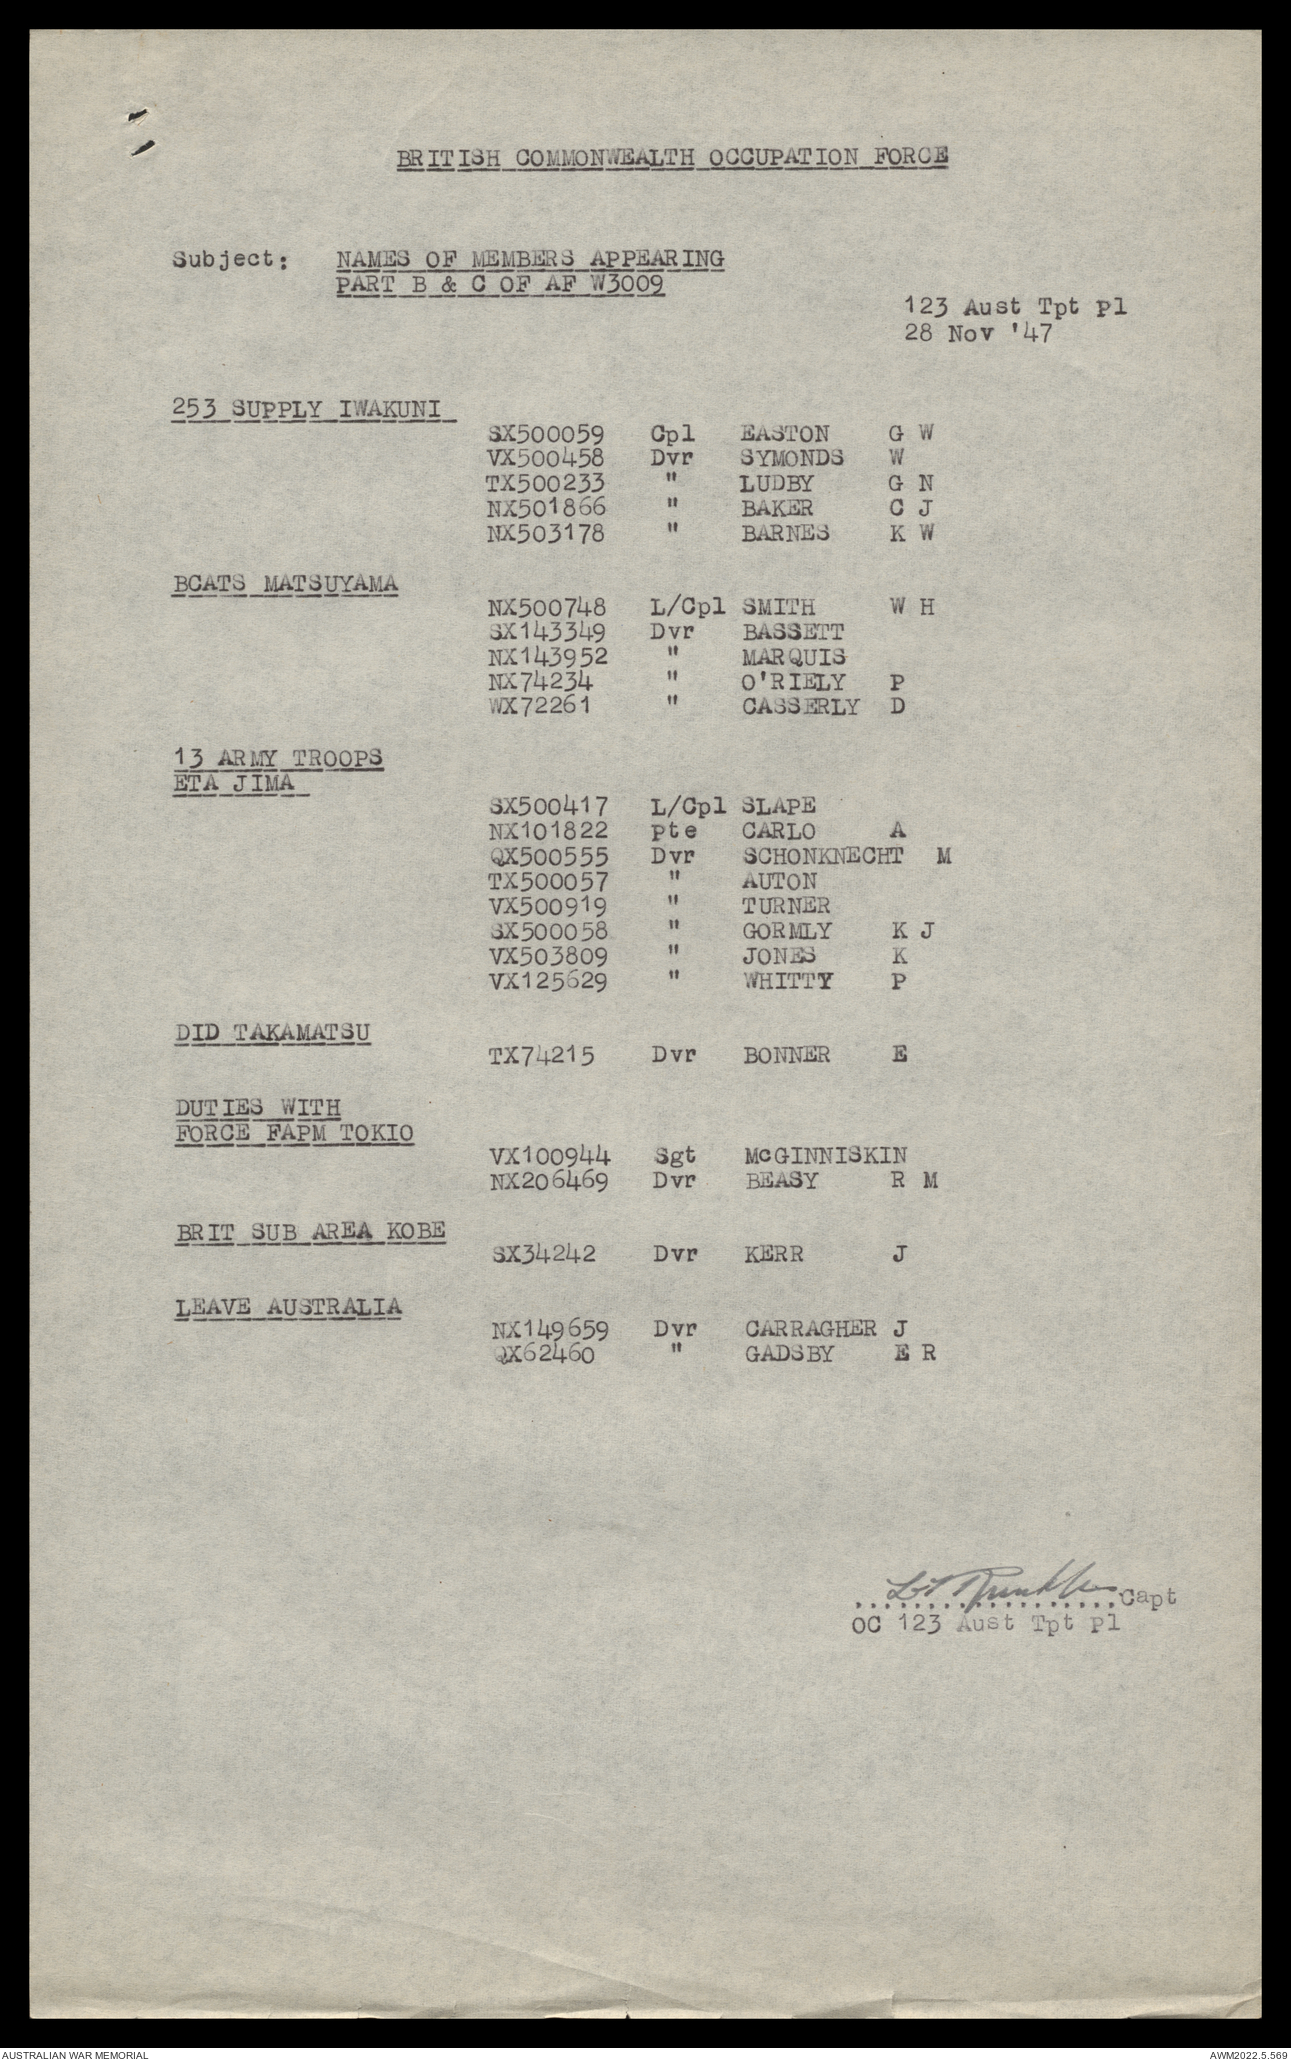 BRITISH COMMONWEALTH OCCUPATION FORCE
Subject: NAMES OF MEMBERS APPEARING
PART B & C OF AF W3009
123 Aust Tpt Pl
28 Nov '47
253 SUPPLY IWAKUNI
SX500059 Cpl EASTON G W
VX500458 Dvr SYMONDS W
TX500233 " LUDBY G N
NX501866 " BAKER C J
NX503178 " BARNES K W
BCATS MATSUYAMA
NX500748 L/Cpl SMITH W H
SX143349 Dvr BASSETT
NX143952 " MARQUIS
NX74234 " O'RIELY P
WX72261 " CASSERLY D
13 ARMY TROOPS
ETA JIMA
SX500417 L/Cpl SLAPE
NX101822 Pte CARLO A
QX500555 Dvr SCHONKNECHT M
TX500057 " AUTON
VX500919 " TURNER
SX500058 " GORMLY K J
VX503809 " JONES K
VX125629 " WHITTY P
DID TAKAMATSU
TX74215 Dvr BONNER E
DUTIES WITH
FORCE FAPM TOKIO
VX100944 Sgt McGINNISKIN
NX206469 Dvr BEASY R M
BRIT SUB AREA KOBE
SX34242 Dvr KERR J
LEAVE AUSTRALIA
NX149659 Dvr CARRAGHER J
QX62460 " GADSBY E R
..................Capt
OC 123 Aust Tpt Pl
AUSTRALIAN WAR MEMORIAL
AWM2022.5.569